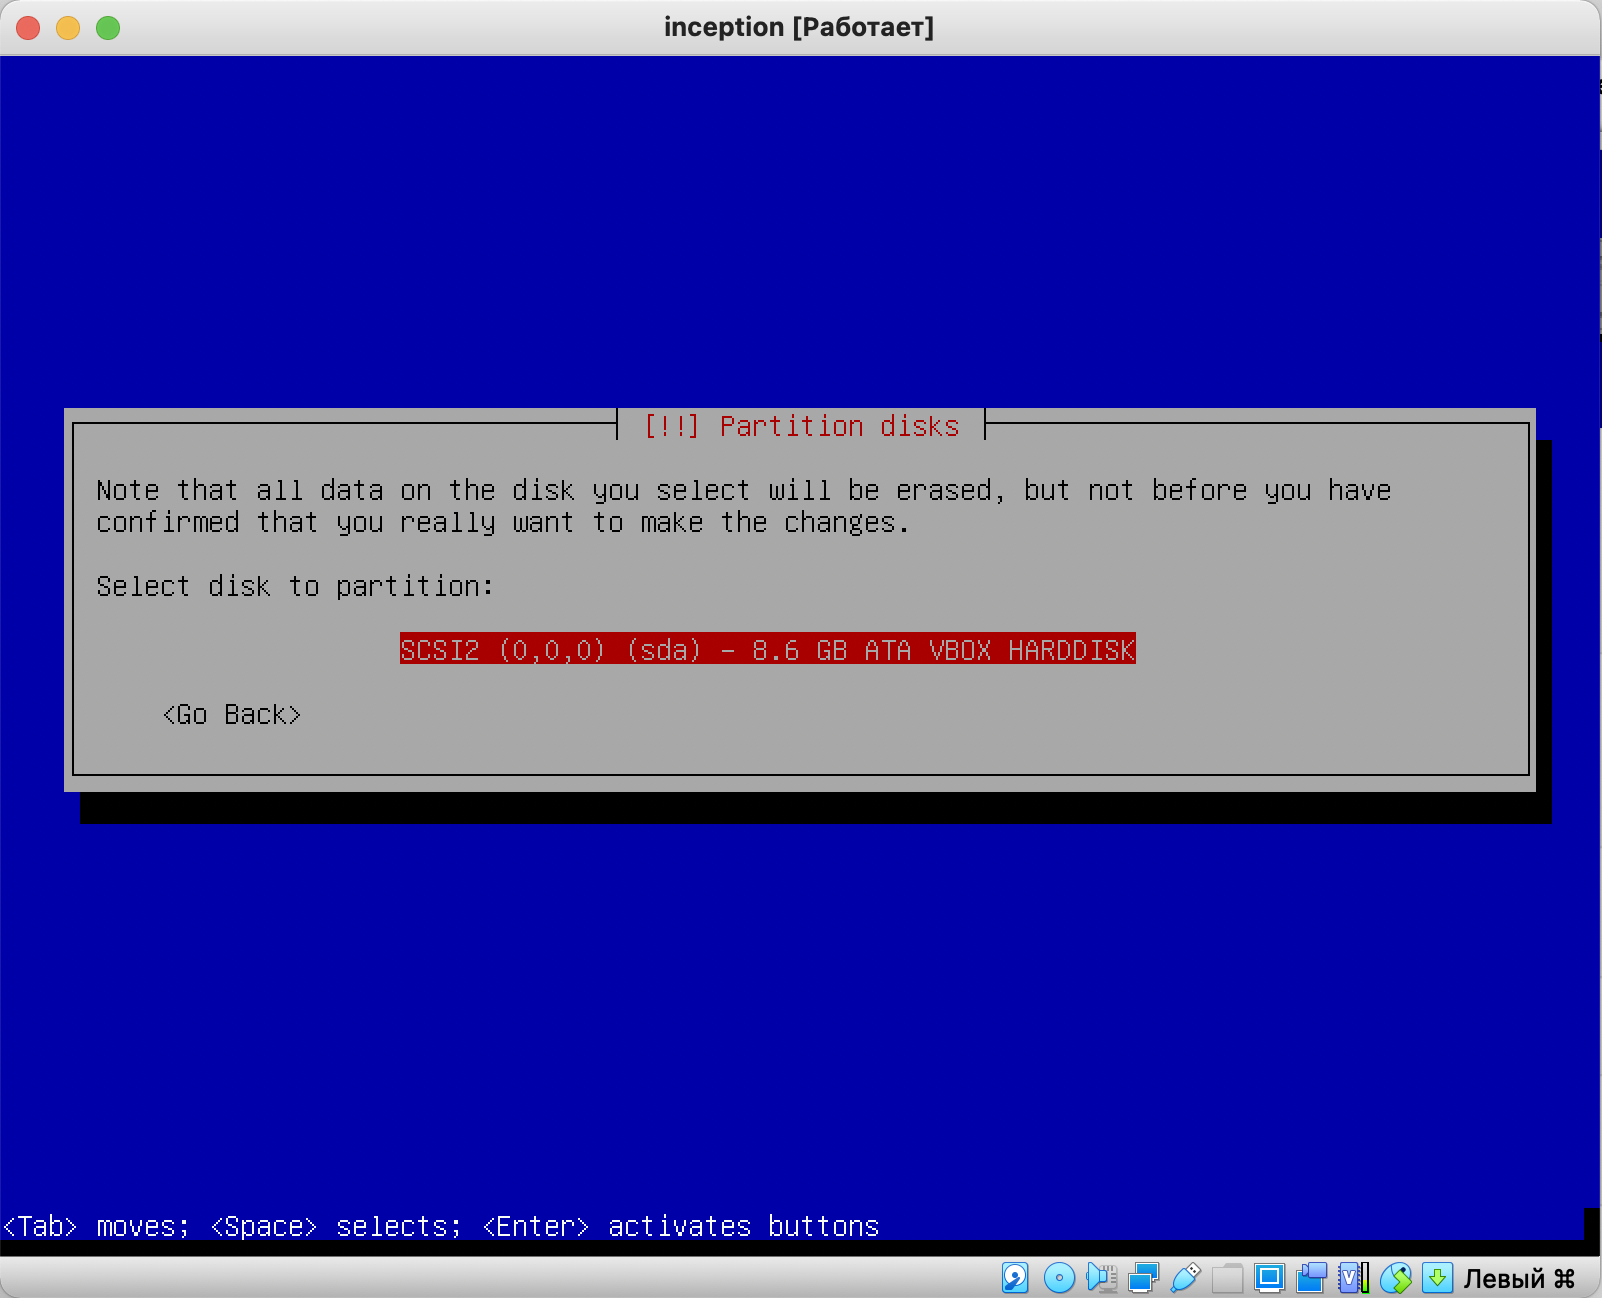 inception [Работает]
[!!] Partition disks
Note that all data on the disk you select will be erased, but not before you have
confirmed that you really want to make the changes.
Select disk to partition:
SCSI2 (0,0,0) (sda) - 8.6 GB ATA VBOX HARDDISK
<Go Back>
<Tab> moves; <Space> selects; <Enter> activates buttons
Левый ⌘